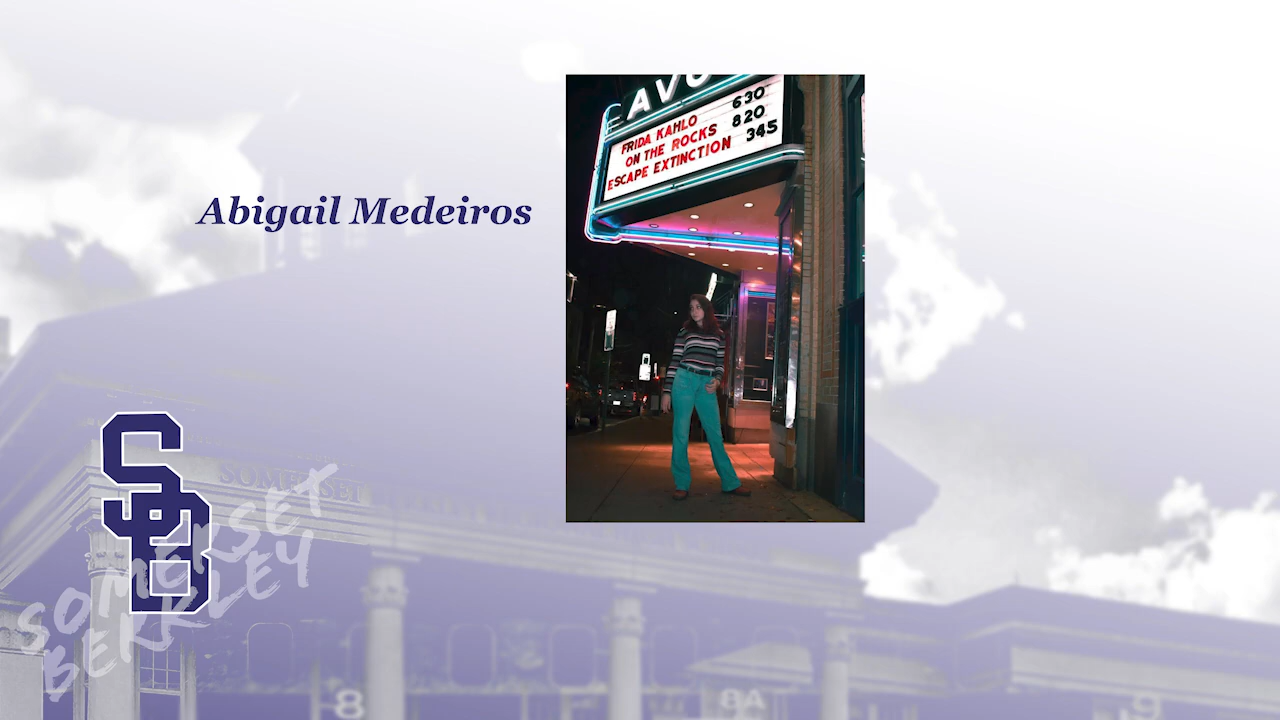 AVO
FRIDA KAHLO 630
ON THE ROCKS 820
ESCAPE EXTINCTION 345
Abigail Medeiros
SB
SOMERSET
SOMERSET
BERKLEY
8
8A
9